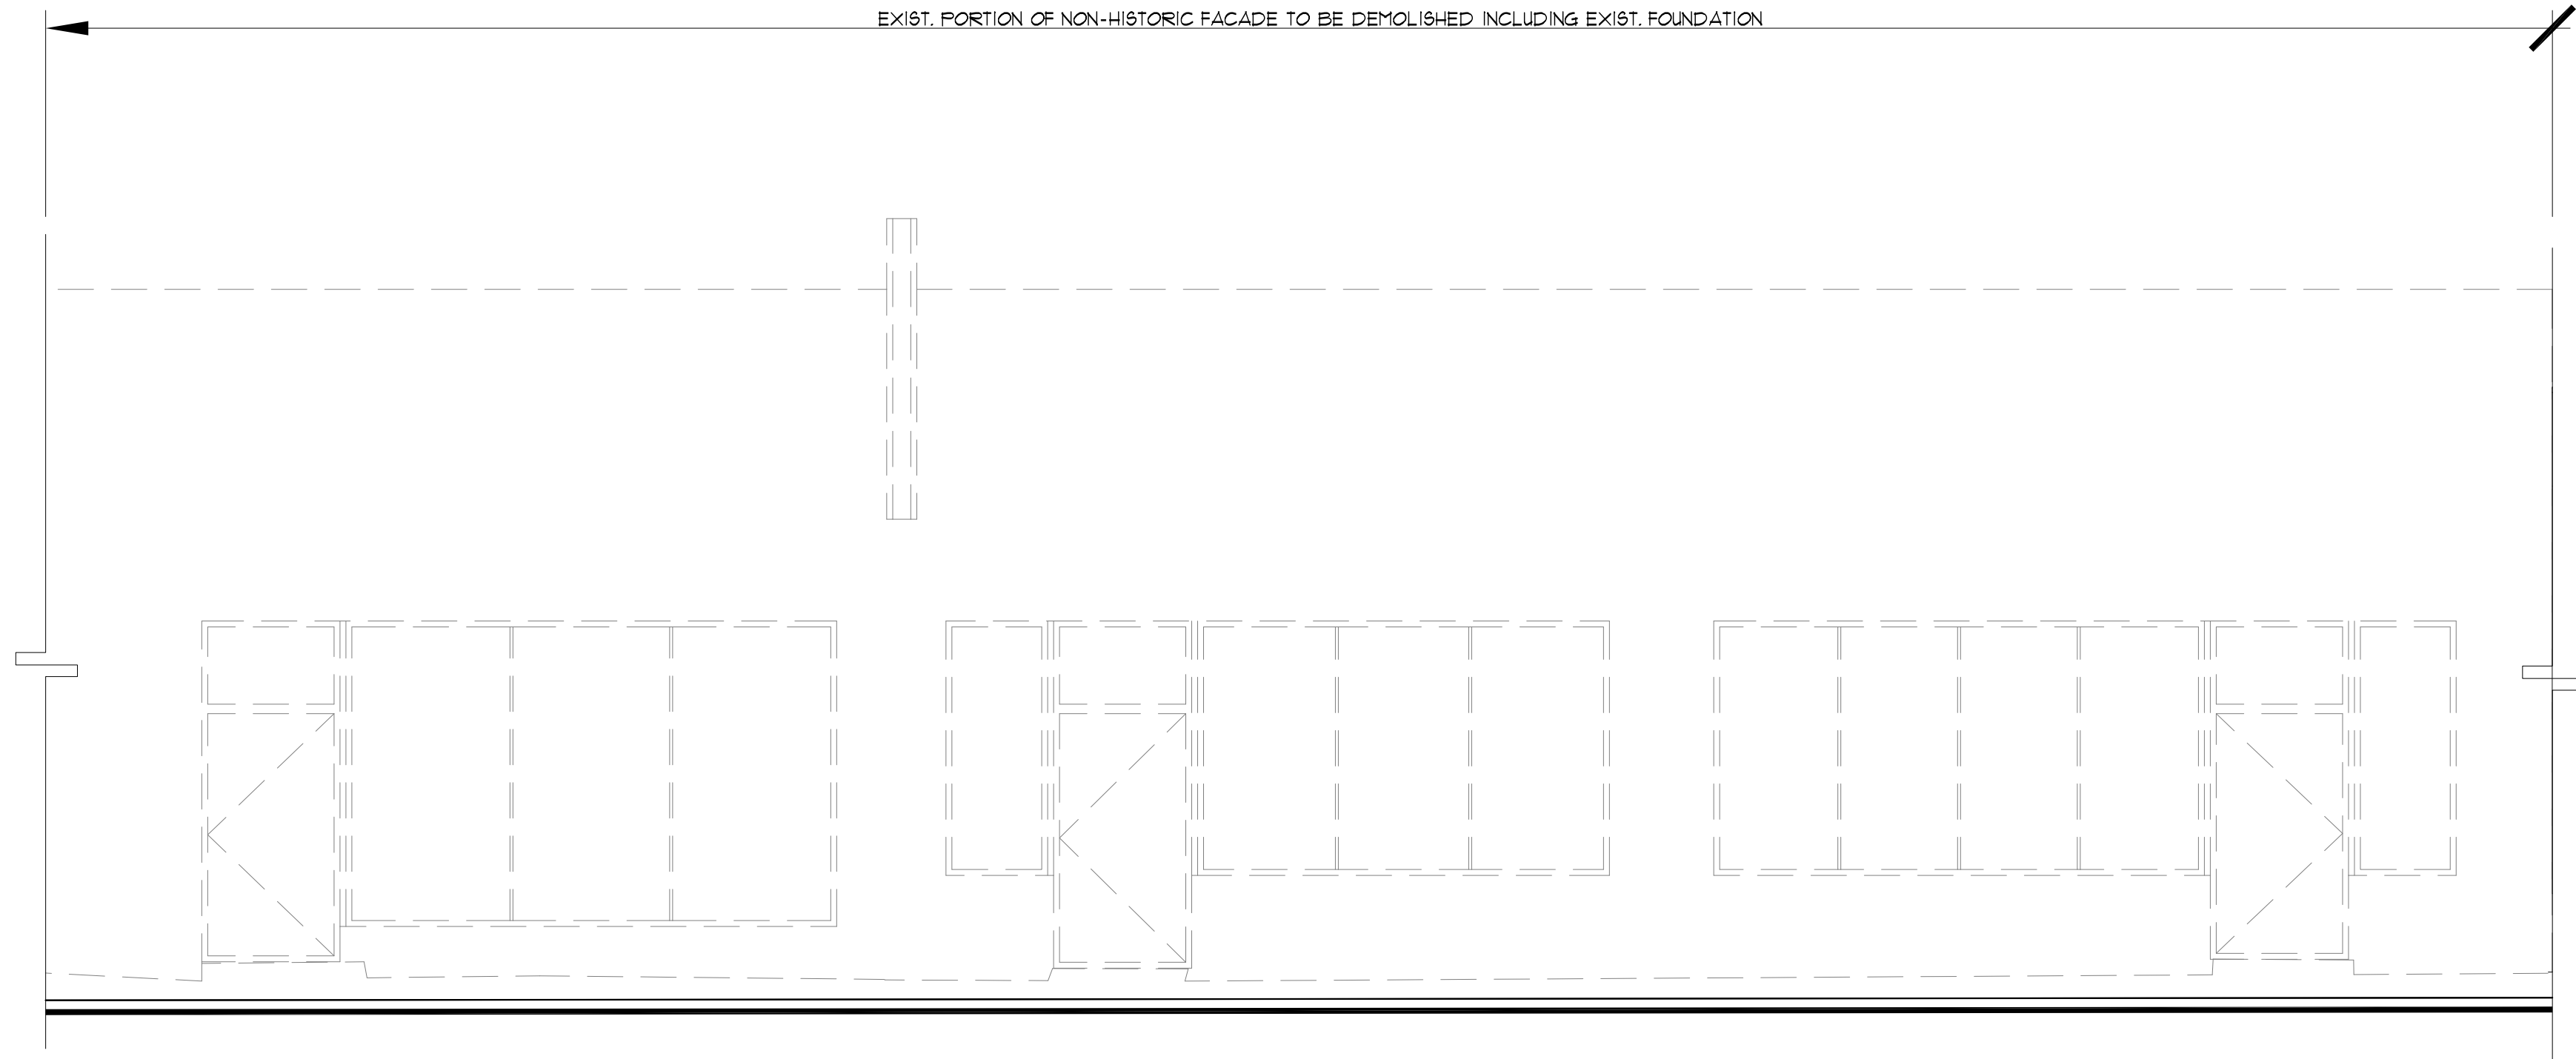 EXIST. PORTION OF NON-HISTORIC FACADE TO BE DEMOLISHED INCLUDING EXIST. FOUNDATION